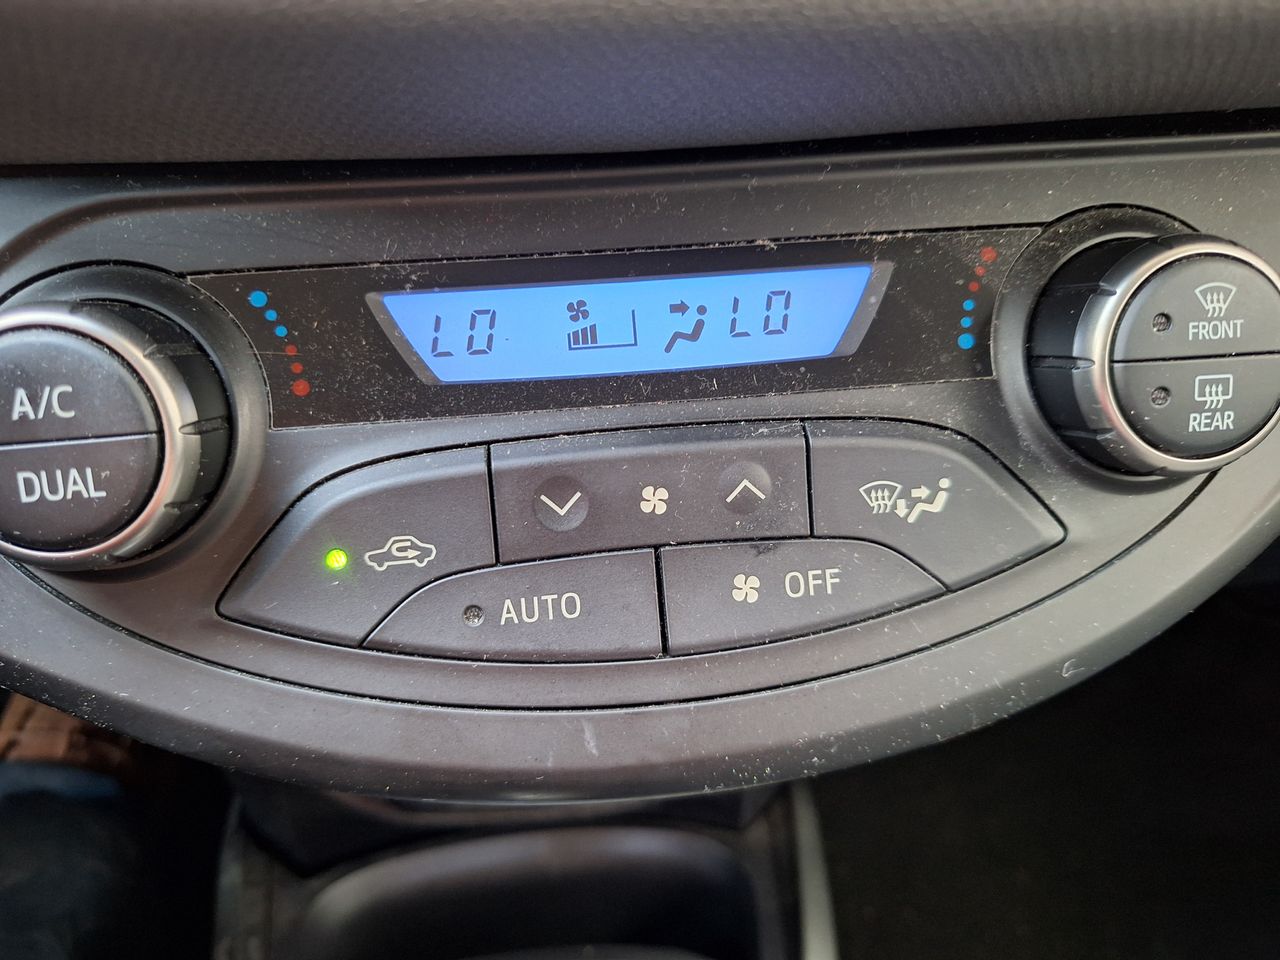 LO LO
FRONT
REAR
A/C
DUAL
AUTO
OFF